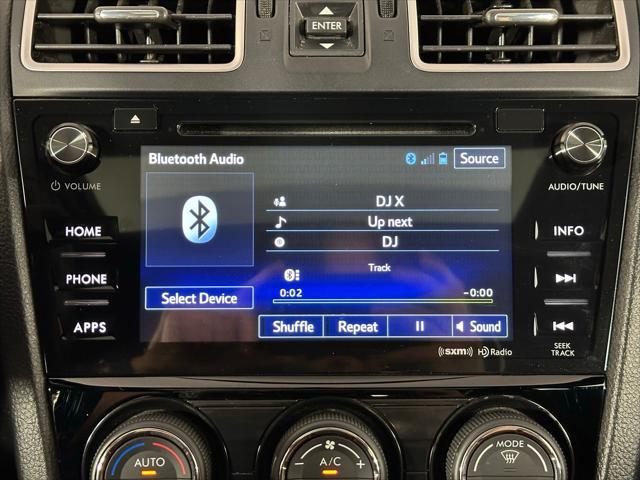 ENTER
Bluetooth Audio
Source
VOLUME
AUDIO/TUNE
DJ X
Up next
DJ
Track
0:02
-0:00
HOME
PHONE
APPS
INFO
Select Device
Shuffle
Repeat
Sound
SEEK
TRACK
((sxm))
HD Radio
AUTO
A/C
MODE